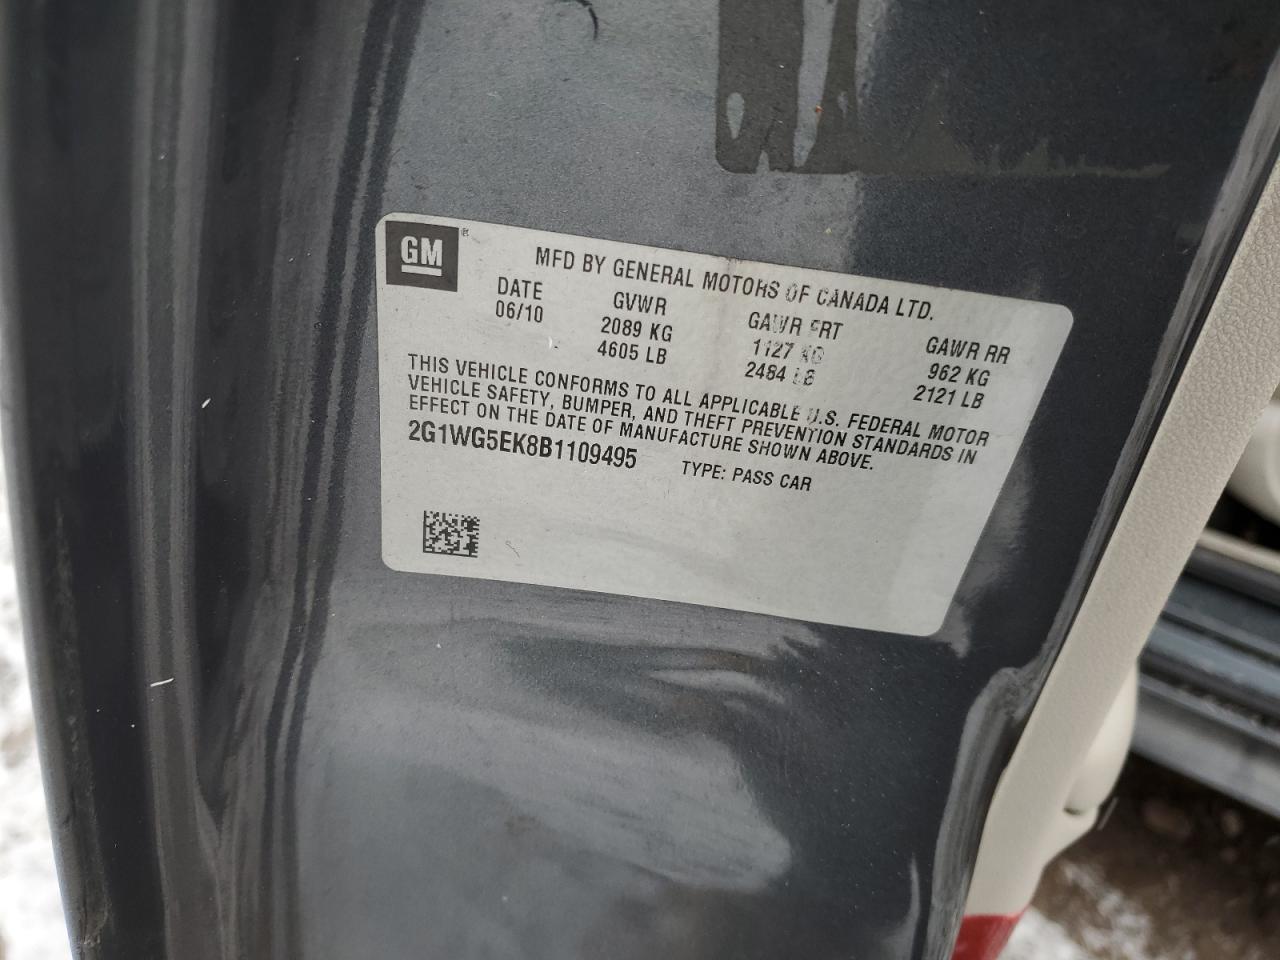 GM
MFD BY GENERAL MOTORS OF CANADA LTD.
DATE GVWR GAWR FRT GAWR RR
06/10 2089 KG 1127 KG 962 KG
4605 LB 2484 LB 2121 LB
THIS VEHICLE CONFORMS TO ALL APPLICABLE U.S. FEDERAL MOTOR
VEHICLE SAFETY, BUMPER, AND THEFT PREVENTION STANDARDS IN
EFFECT ON THE DATE OF MANUFACTURE SHOWN ABOVE.
2G1WG5EK8B1109495 TYPE: PASS CAR